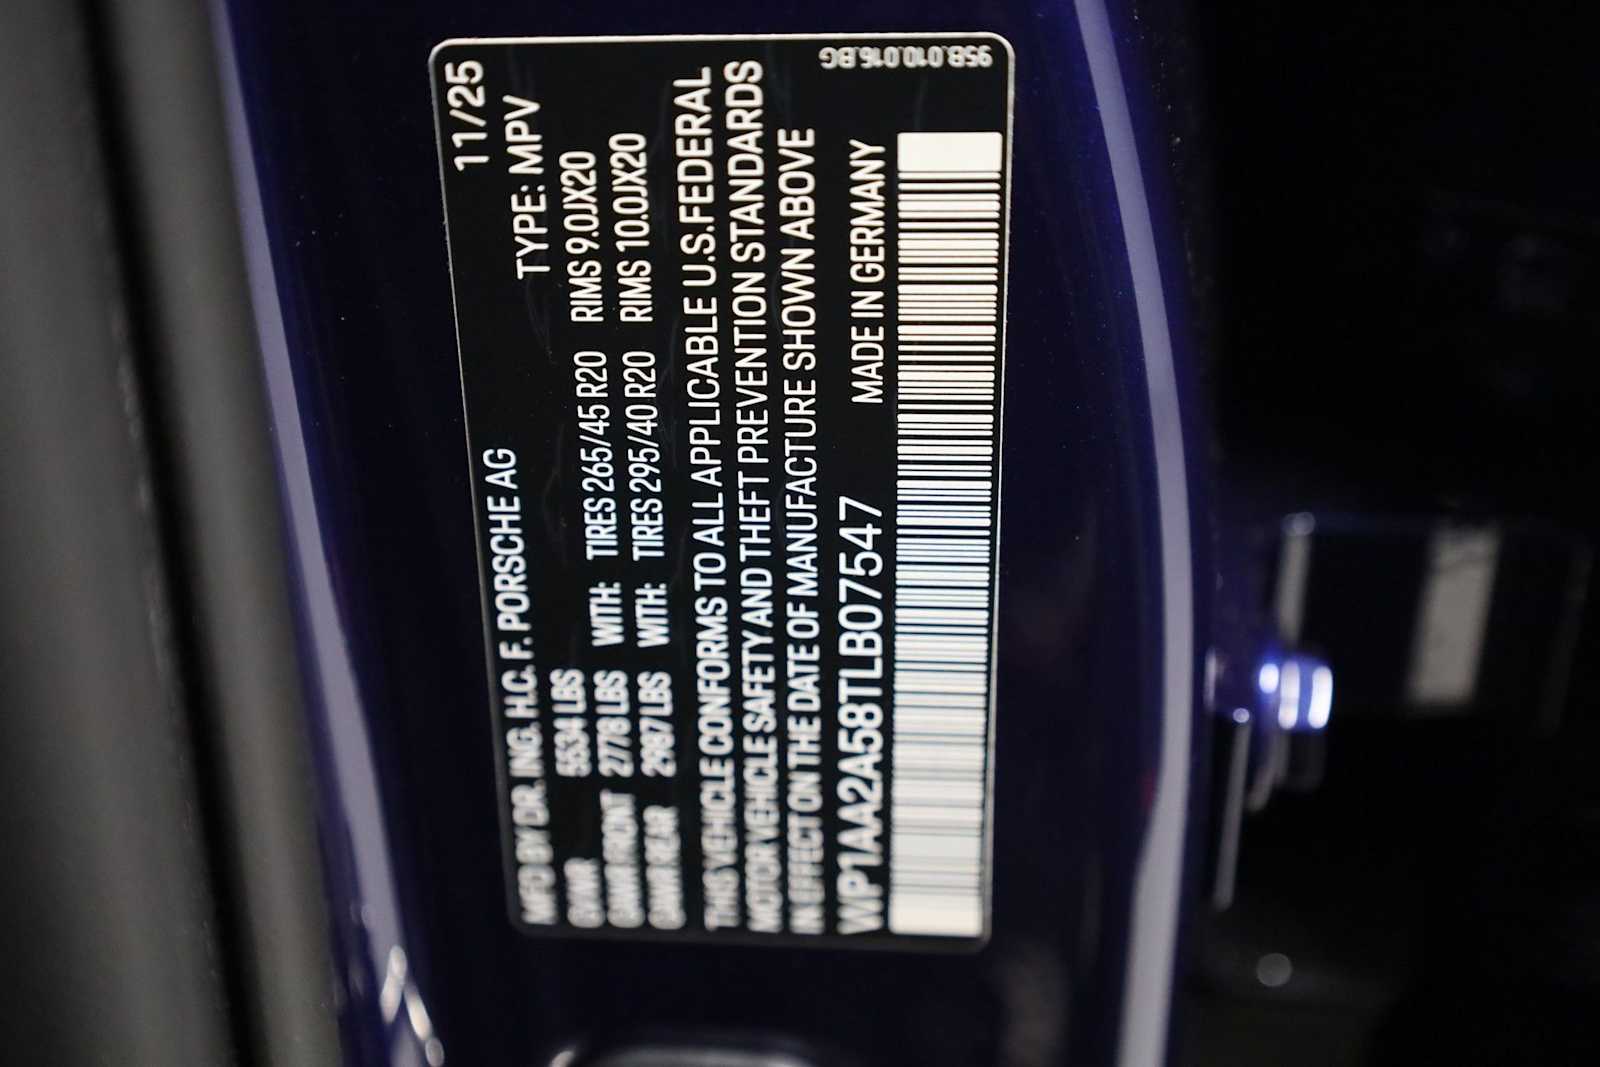 11/25
MFD BY DR. ING. H.C. F. PORSCHE AG
TYPE: MPV
GVWR 5534 LBS WITH: TIRES 265/45 R20 RIMS 9.0JX20
GAWR FRONT 2778 LBS WITH: TIRES 295/40 R20 RIMS 10.0JX20
GAWR REAR 2987 LBS
THIS VEHICLE CONFORMS TO ALL APPLICABLE U.S.FEDERAL
MOTOR VEHICLE SAFETY AND THEFT PREVENTION STANDARDS
IN EFFECT ON THE DATE OF MANUFACTURE SHOWN ABOVE
MADE IN GERMANY
WP1AA2A58TLB07547
95B.010.016.BG